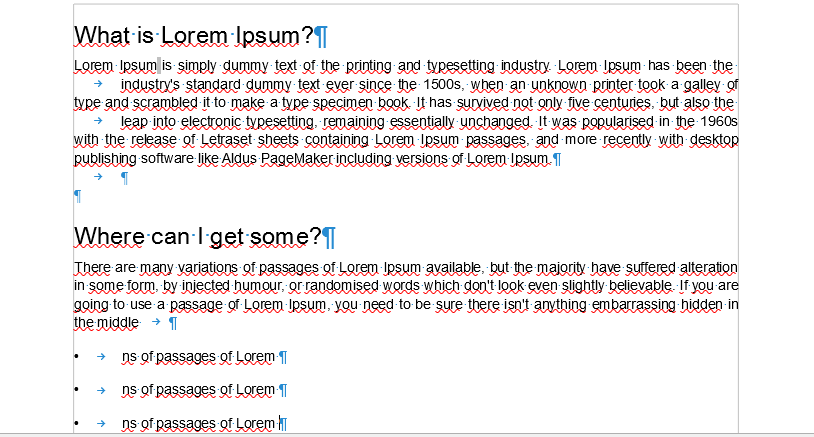 What is Lorem Ipsum?¶
Lorem Ipsum is simply dummy text of the printing and typesetting industry. Lorem Ipsum has been the
→ industry's standard dummy text ever since the 1500s, when an unknown printer took a galley of
type and scrambled it to make a type specimen book. It has survived not only five centuries, but also the
→ leap into electronic typesetting, remaining essentially unchanged. It was popularised in the 1960s
with the release of Letraset sheets containing Lorem Ipsum passages, and more recently with desktop
publishing software like Aldus PageMaker including versions of Lorem Ipsum.¶
→ ¶
¶
Where can I get some?¶
There are many variations of passages of Lorem Ipsum available, but the majority have suffered alteration
in some form, by injected humour, or randomised words which don't look even slightly believable. If you are
going to use a passage of Lorem Ipsum, you need to be sure there isn't anything embarrassing hidden in
the middle → ¶
• → ns of passages of Lorem ¶
• → ns of passages of Lorem ¶
• → ns of passages of Lorem ¶